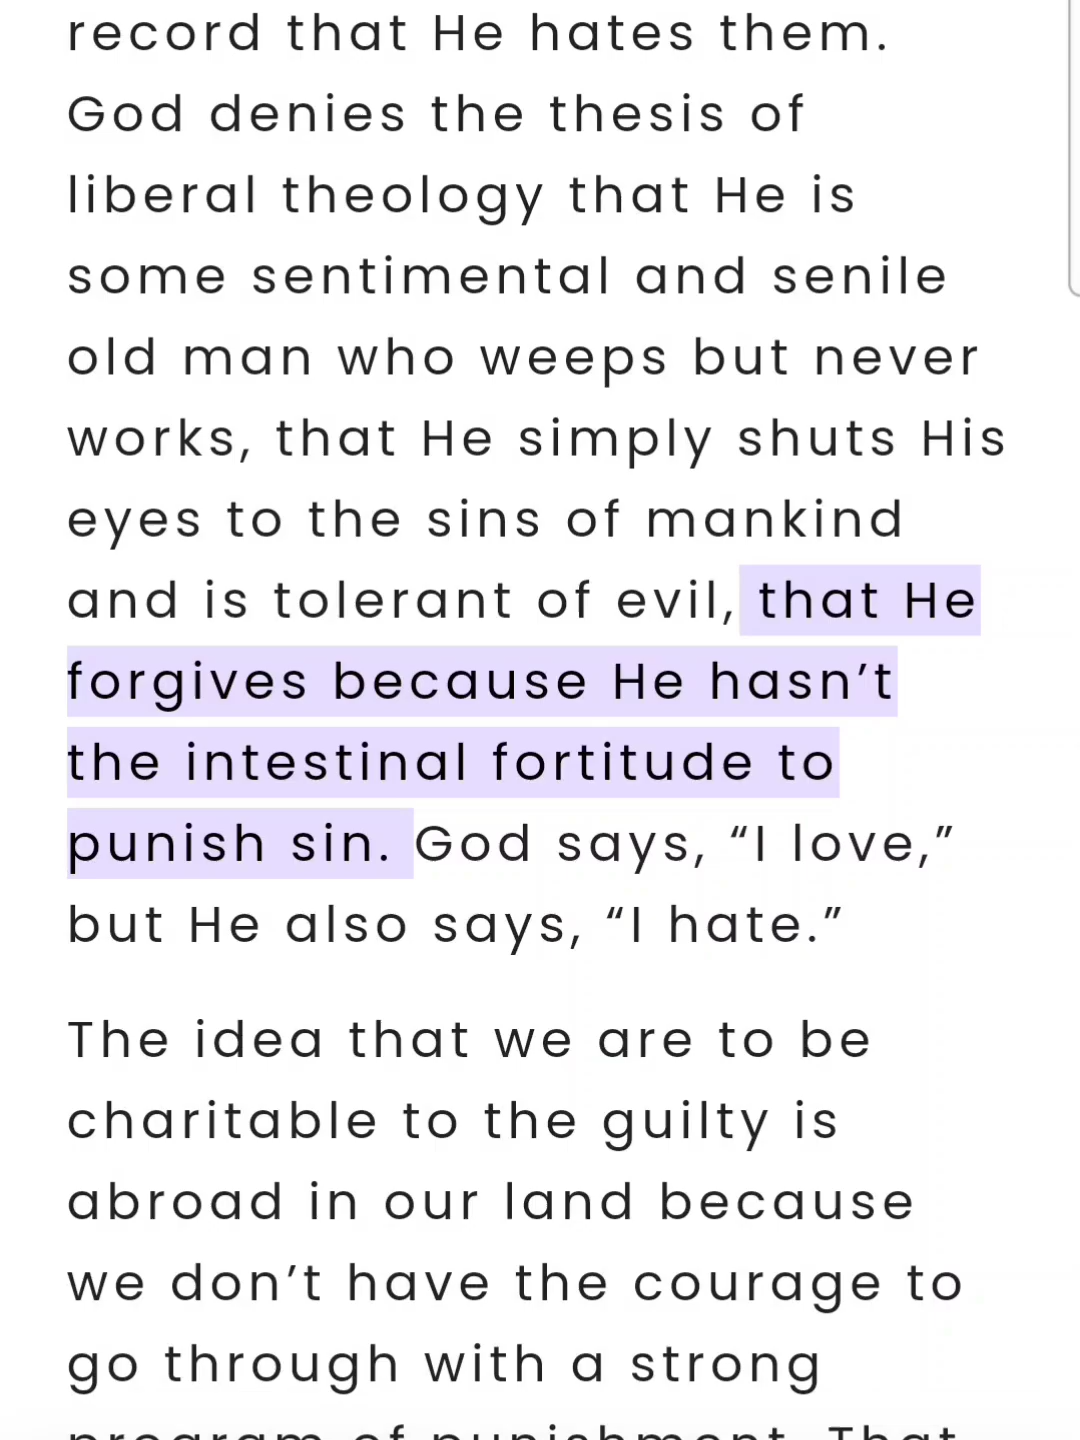 record that He hates them.
God denies the thesis of
liberal theology that He is
some sentimental and senile
old man who weeps but never
works, that He simply shuts His
eyes to the sins of mankind
and is tolerant of evil, that He
forgives because He hasn’t
the intestinal fortitude to
punish sin. God says, “I love,”
but He also says, “I hate.”
The idea that we are to be
charitable to the guilty is
abroad in our land because
we don’t have the courage to
go through with a strong
program of punishment. That